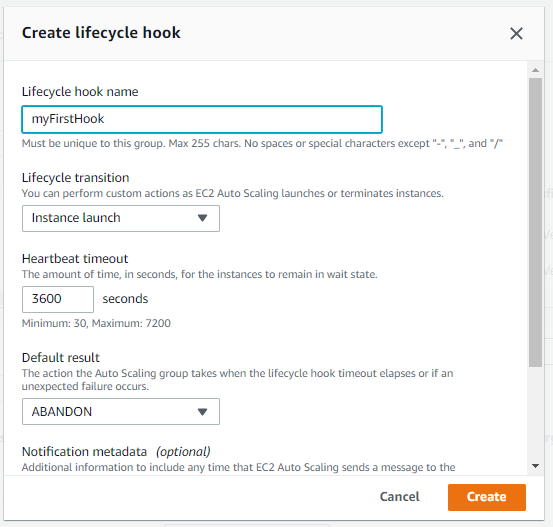 Create lifecycle hook
Lifecycle hook name
myFirstHook
Must be unique to this group. Max 255 chars. No spaces or special characters except "-", "_", and "/"
Lifecycle transition
You can perform custom actions as EC2 Auto Scaling launches or terminates instances.
Instance launch
Heartbeat timeout
The amount of time, in seconds, for the instances to remain in wait state.
3600 seconds
Minimum: 30, Maximum: 7200
Default result
The action the Auto Scaling group takes when the lifecycle hook timeout elapses or if an
unexpected failure occurs.
ABANDON
Notification metadata (optional)
Additional information to include any time that EC2 Auto Scaling sends a message to the
Cancel Create